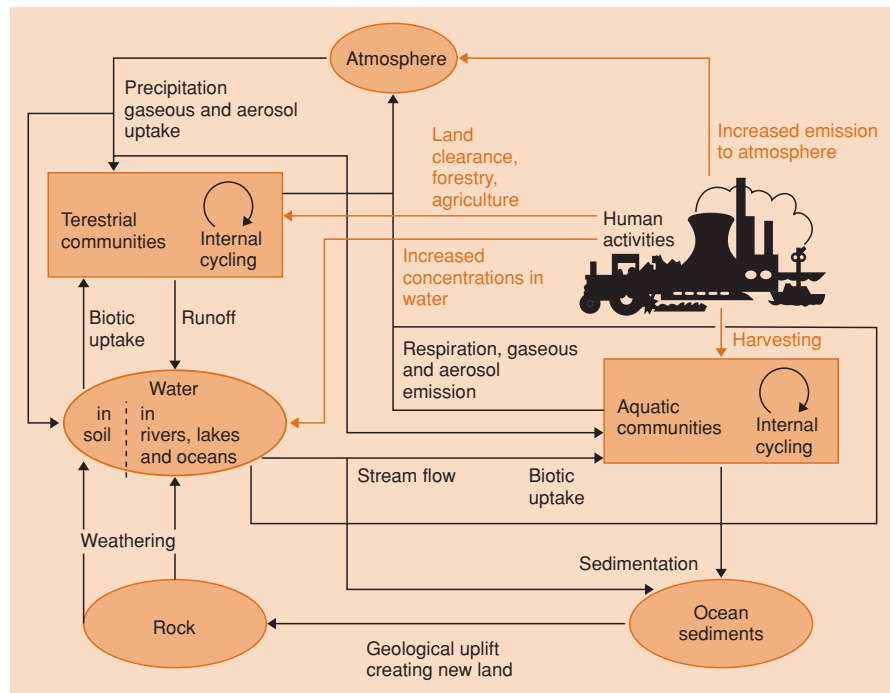 Atmosphere
Precipitation
gaseous and aerosol
uptake
Land
clearance,
forestry,
agriculture
Increased emission
to atmosphere
Terestrial
communities
Internal
cycling
Human
activities
Increased
concentrations in
water
Biotic
uptake
Runoff
Harvesting
Respiration, gaseous
and aerosol
emission
Water
in
soil
in
rivers, lakes
and oceans
Aquatic
communities
Internal
cycling
Stream flow
Biotic
uptake
Weathering
Sedimentation
Rock
Ocean
sediments
Geological uplift
creating new land